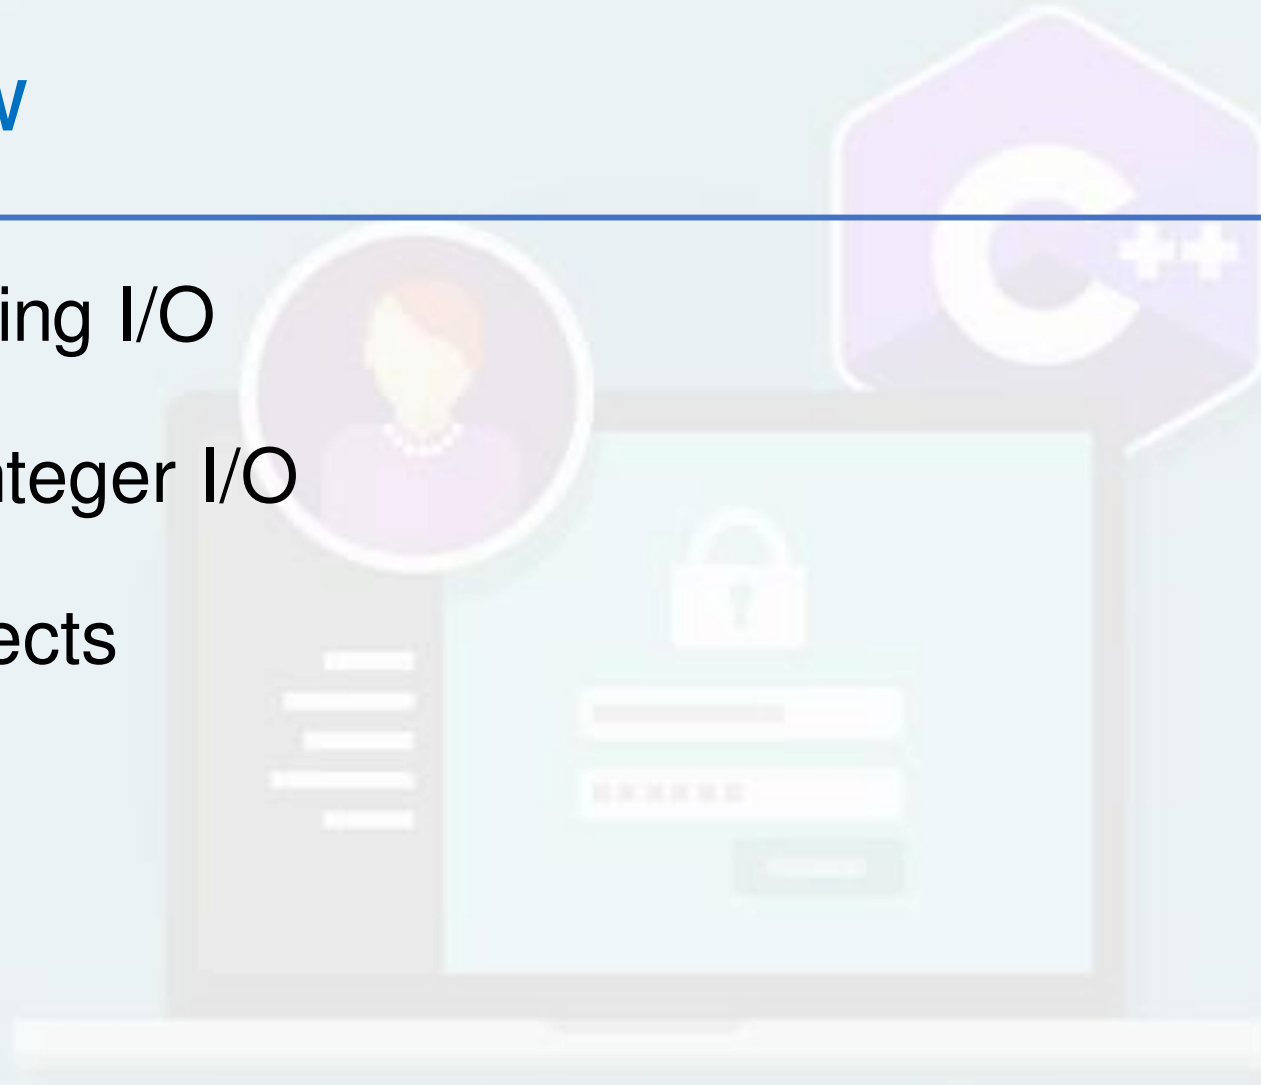 w
C++
ing I/O
nteger I/O
ects